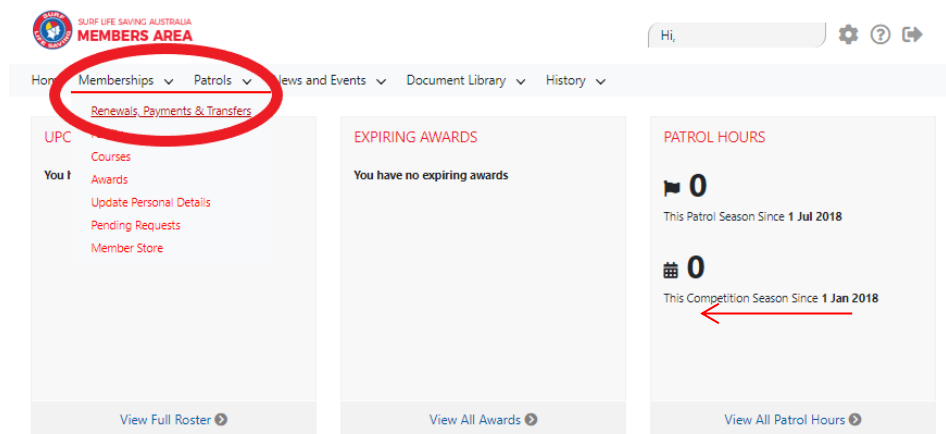 SURF LIFE SAVING AUSTRALIA
MEMBERS AREA
Hi,
Memberships Patrols News and Events Document Library History
Renewals, Payments & Transfers
Courses
Awards
Update Personal Details
Pending Requests
Member Store
UPC
You h
EXPIRING AWARDS
You have no expiring awards
PATROL HOURS
0
This Patrol Season Since 1 Jul 2018
0
This Competition Season Since 1 Jan 2018
View Full Roster
View All Awards
View All Patrol Hours